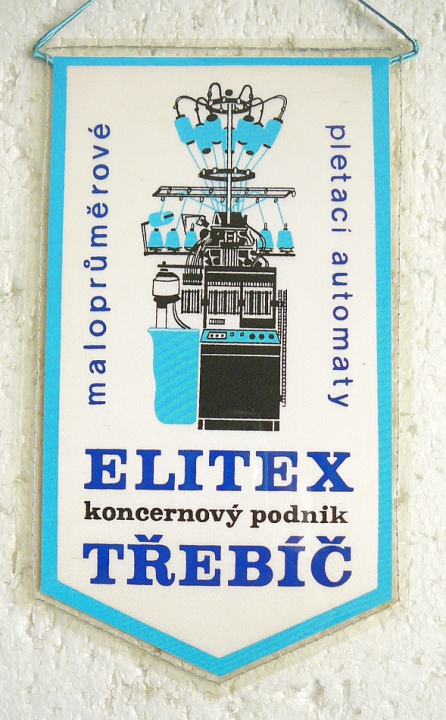 maloprůměrové
pletací automaty
ELITEX
koncernový podnik
TŘEBÍČ